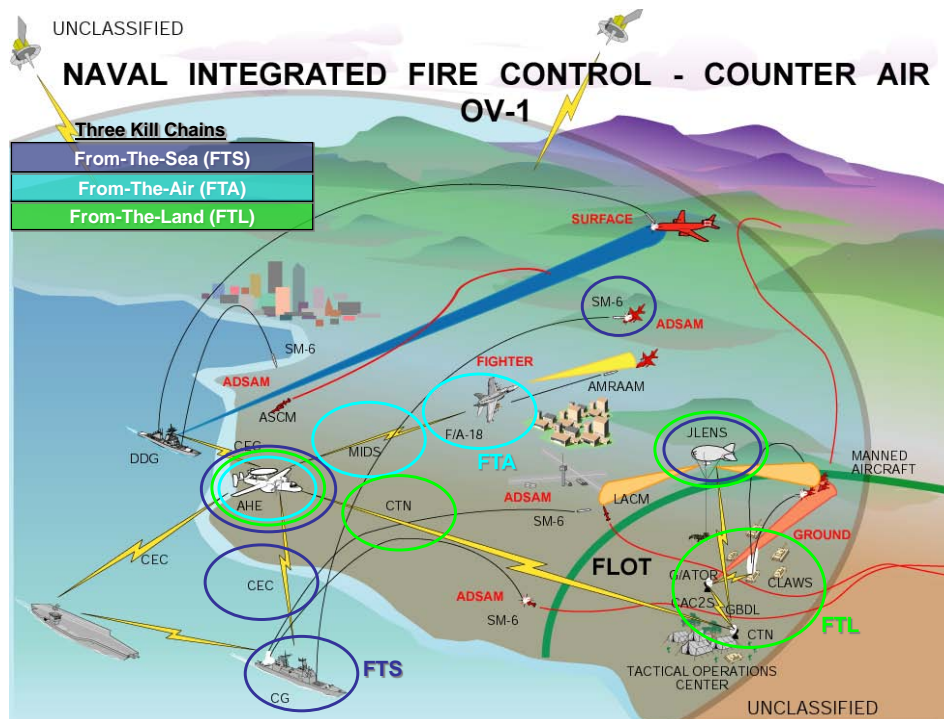 UNCLASSIFIED
NAVAL INTEGRATED FIRE CONTROL - COUNTER AIR
OV-1
Three Kill Chains
From-The-Sea (FTS)
From-The-Air (FTA)
From-The-Land (FTL)
SURFACE
SM-6
ADSAM
SM-6
FIGHTER
ADSAM
AMRAAM
ASCM
F/A-18
JLENS
CEC
MIDS
DDG
FTA
MANNED
AIRCRAFT
AHE
CTN
ADSAM
LACM
SM-6
GROUND
CEC
FLOT
CEC
G/ATOR
CLAWS
ADSAM
CAC2S
GBDL
SM-6
CTN
FTL
FTS
TACTICAL OPERATIONS
CENTER
CG
UNCLASSIFIED